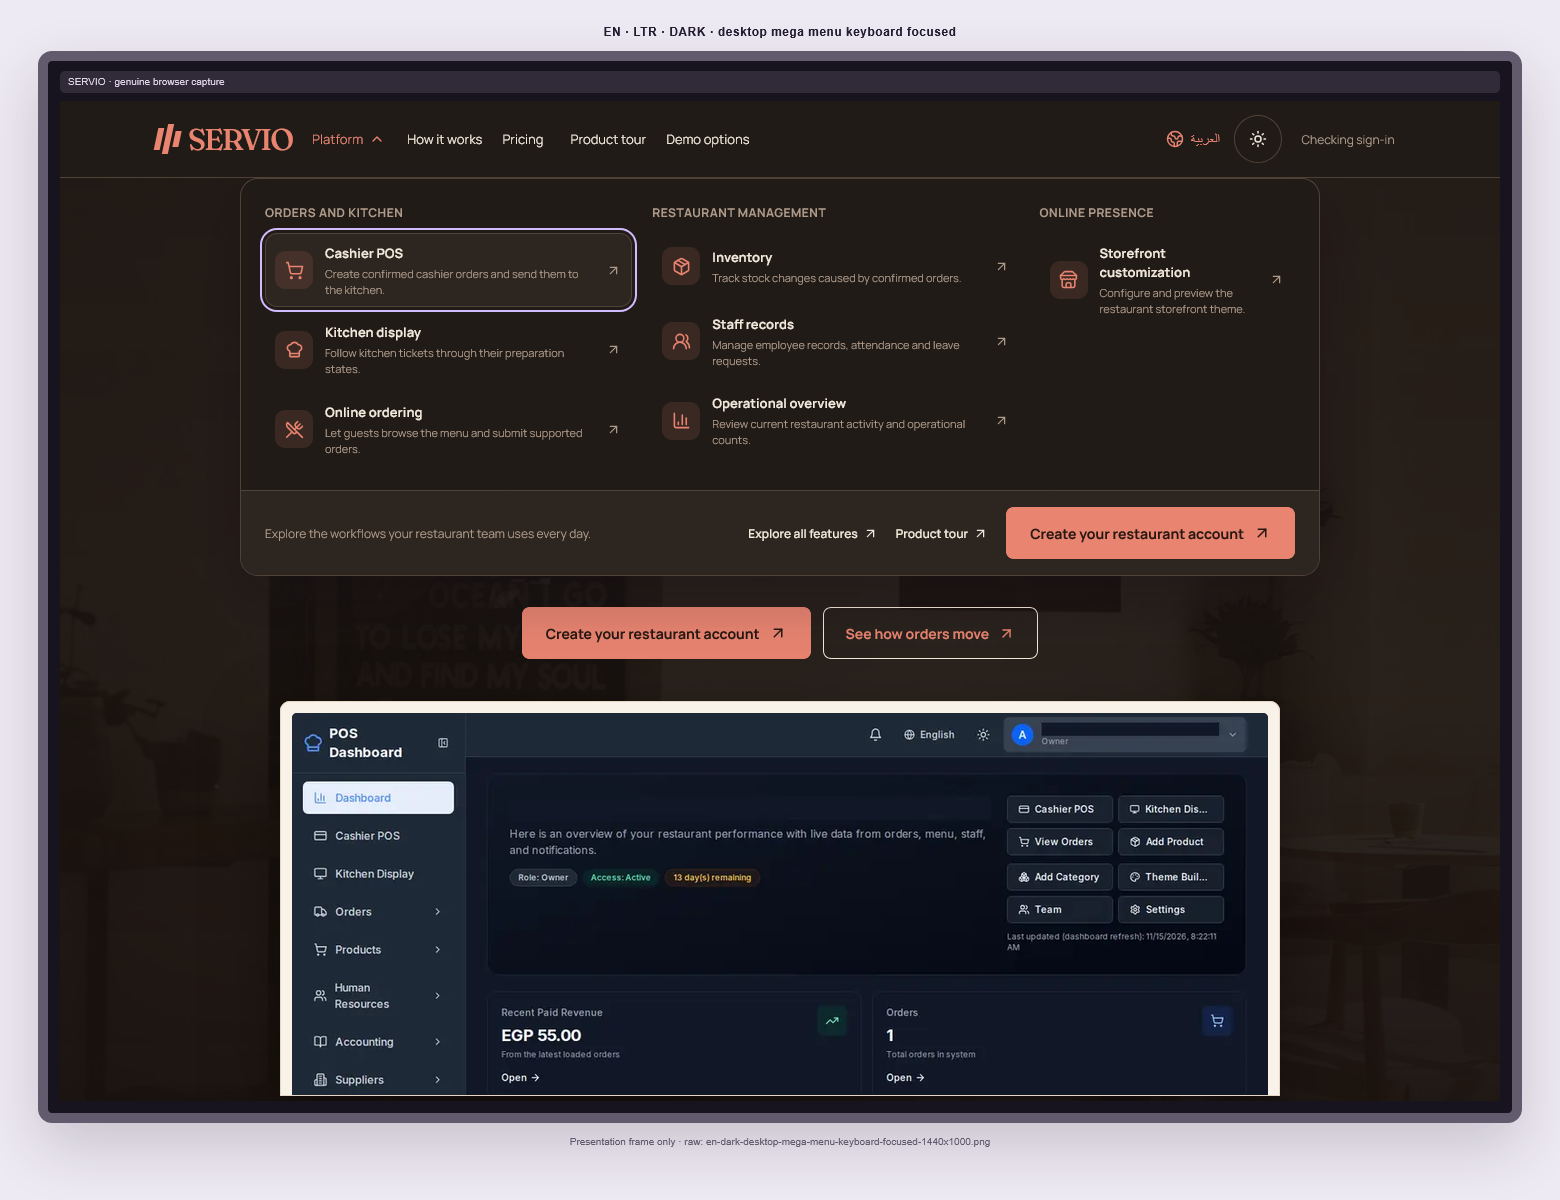 EN · LTR · DARK · desktop mega menu keyboard focused
SERVIO · genuine browser capture
SERVIO
Platform
How it works
Pricing
Product tour
Demo options
العربية
Checking sign-in
ORDERS AND KITCHEN
Cashier POS
Create confirmed cashier orders and send them to
the kitchen.
Kitchen display
Follow kitchen tickets through their preparation
states.
Online ordering
Let guests browse the menu and submit supported
orders.
RESTAURANT MANAGEMENT
Inventory
Track stock changes caused by confirmed orders.
Staff records
Manage employee records, attendance and leave
requests.
Operational overview
Review current restaurant activity and operational
counts.
ONLINE PRESENCE
Storefront
customization
Configure and preview the
restaurant storefront theme.
Explore the workflows your restaurant team uses every day.
Explore all features
Product tour
Create your restaurant account
GO
TO LOSE MY
AND FIND MY SOUL
Create your restaurant account
See how orders move
POS
Dashboard
English
A
Owner
Dashboard
Cashier POS
Kitchen Display
Orders
Products
Human
Resources
Accounting
Suppliers
Here is an overview of your restaurant performance with live data from orders, menu, staff,
and notifications.
Role: Owner
Access: Active
13 day(s) remaining
Cashier POS
Kitchen Dis...
View Orders
Add Product
Add Category
Theme Buil...
Team
Settings
Last updated (dashboard refresh): 11/15/2026, 8:22:11
AM
Recent Paid Revenue
EGP 55.00
From the latest loaded orders
Open →
Orders
1
Total orders in system
Open →
Presentation frame only · raw: en-dark-desktop-mega-menu-keyboard-focused-1440x1000.png